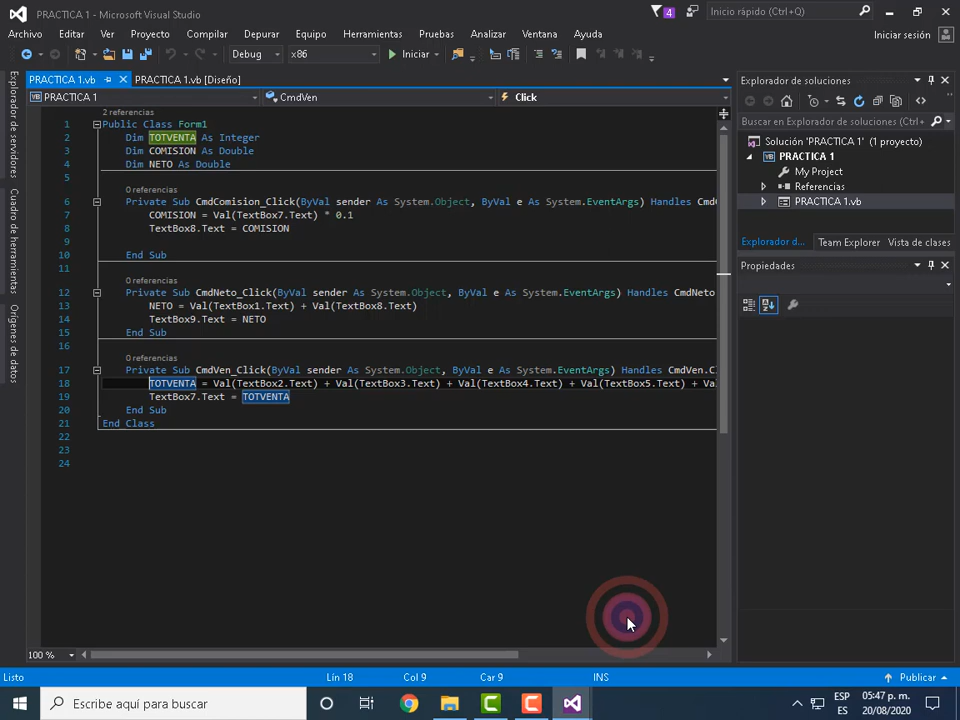 PRACTICA 1 - Microsoft Visual Studio
4
Inicio rápido (Ctrl+Q)
Archivo Editar Ver Proyecto Compilar Depurar Equipo Herramientas Pruebas Analizar Ventana Ayuda
Iniciar sesión
Debug x86 Iniciar
PRACTICA 1.vb PRACTICA 1.vb [Diseño]
PRACTICA 1 CmdVen Click
Explorador de servidores
Cuadro de herramientas
Orígenes de datos
2 referencias
1 Public Class Form1
2 Dim TOTVENTA As Integer
3 Dim COMISION As Double
4 Dim NETO As Double
5
0 referencias
6 Private Sub CmdComision_Click(ByVal sender As System.Object, ByVal e As System.EventArgs) Handles CmdC
7 COMISION = Val(TextBox7.Text) * 0.1
8 TextBox8.Text = COMISION
9
10 End Sub
11
0 referencias
12 Private Sub CmdNeto_Click(ByVal sender As System.Object, ByVal e As System.EventArgs) Handles CmdNeto
13 NETO = Val(TextBox1.Text) + Val(TextBox8.Text)
14 TextBox9.Text = NETO
15 End Sub
16
0 referencias
17 Private Sub CmdVen_Click(ByVal sender As System.Object, ByVal e As System.EventArgs) Handles CmdVen.C
18 TOTVENTA = Val(TextBox2.Text) + Val(TextBox3.Text) + Val(TextBox4.Text) + Val(TextBox5.Text) + Va
19 TextBox7.Text = TOTVENTA
20 End Sub
21 End Class
22
23
24
100 %
Explorador de soluciones
Buscar en Explorador de soluciones (Ctrl+
Solución 'PRACTICA 1' (1 proyecto)
PRACTICA 1
My Project
Referencias
PRACTICA 1.vb
Explorador d... Team Explorer Vista de clases
Propiedades
Listo Lín 18 Col 9 Car 9 INS Publicar
Escribe aquí para buscar
ESP 05:47 p. m.
ES 20/08/2020